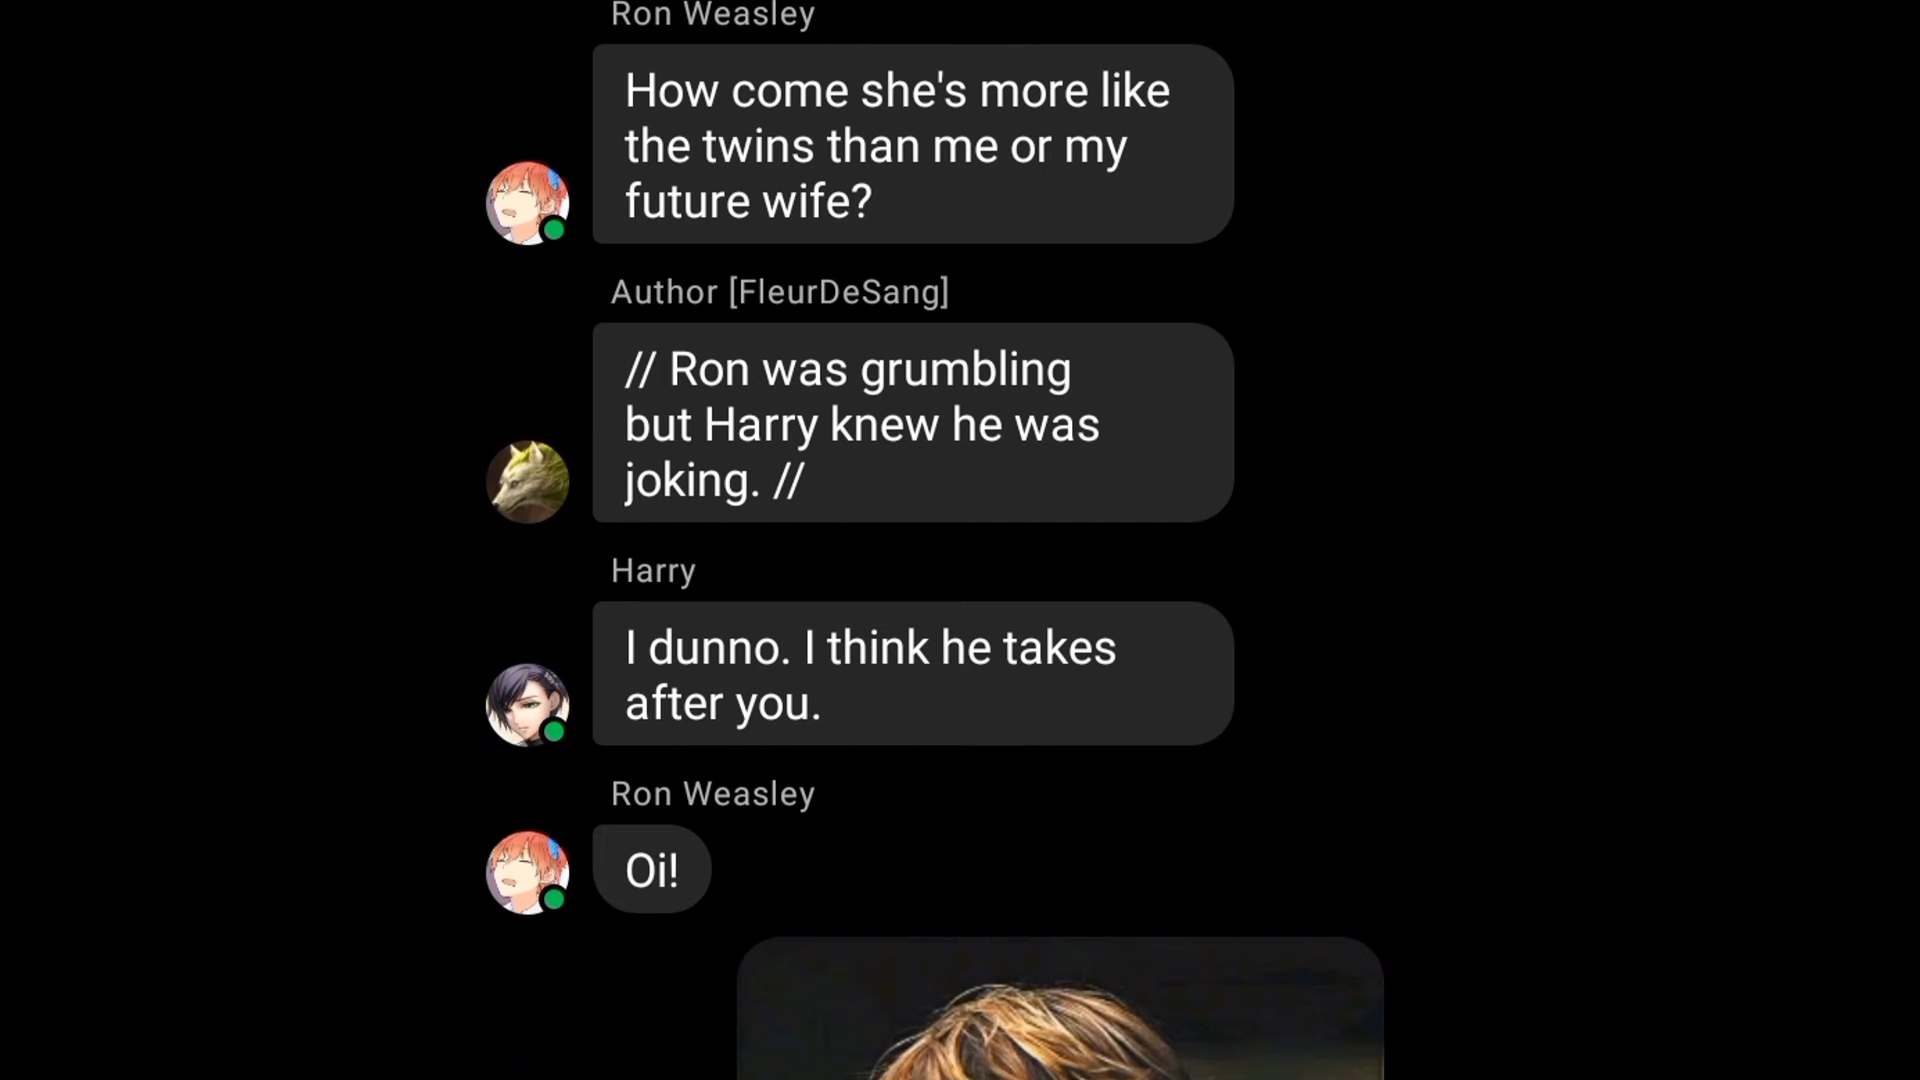 Ron Weasley
How come she's more like
the twins than me or my
future wife?
Author [FleurDeSang]
// Ron was grumbling
but Harry knew he was
joking. //
Harry
I dunno. I think he takes
after you.
Ron Weasley
Oi!